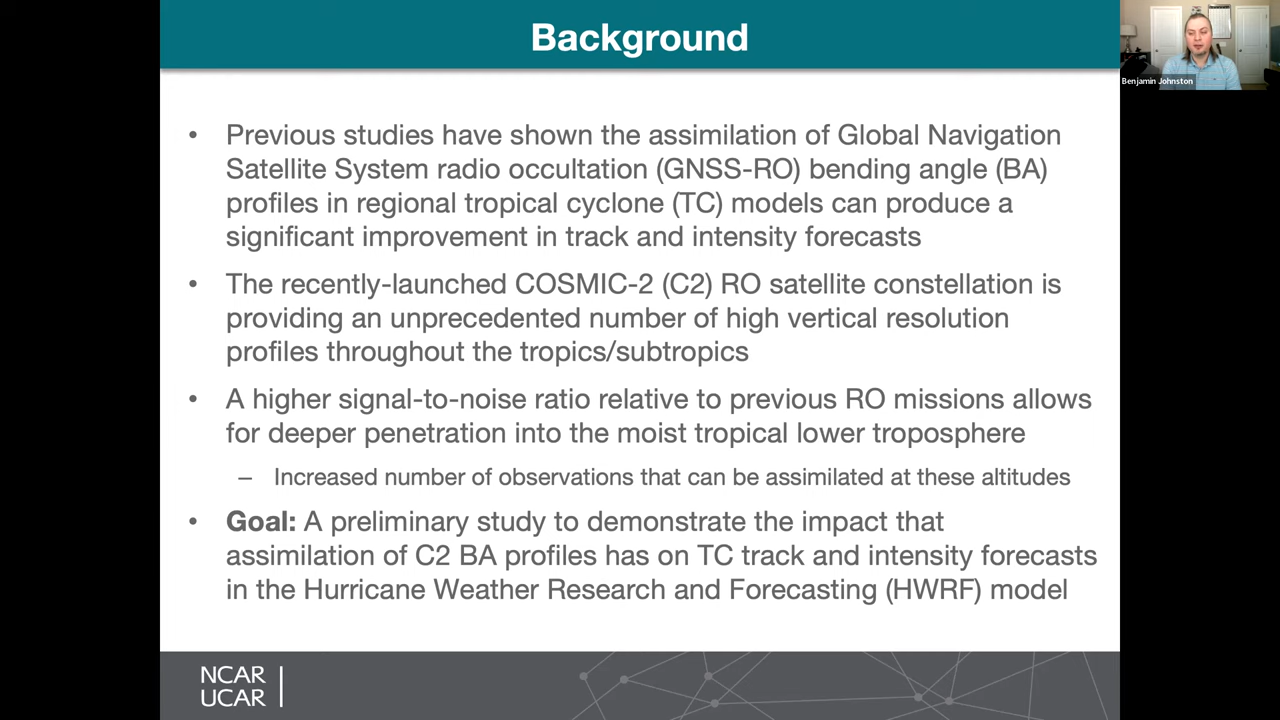 Background
Benjamin Johnston
• Previous studies have shown the assimilation of Global Navigation
Satellite System radio occultation (GNSS-RO) bending angle (BA)
profiles in regional tropical cyclone (TC) models can produce a
significant improvement in track and intensity forecasts
• The recently-launched COSMIC-2 (C2) RO satellite constellation is
providing an unprecedented number of high vertical resolution
profiles throughout the tropics/subtropics
• A higher signal-to-noise ratio relative to previous RO missions allows
for deeper penetration into the moist tropical lower troposphere
– Increased number of observations that can be assimilated at these altitudes
• Goal: A preliminary study to demonstrate the impact that
assimilation of C2 BA profiles has on TC track and intensity forecasts
in the Hurricane Weather Research and Forecasting (HWRF) model
NCAR
UCAR